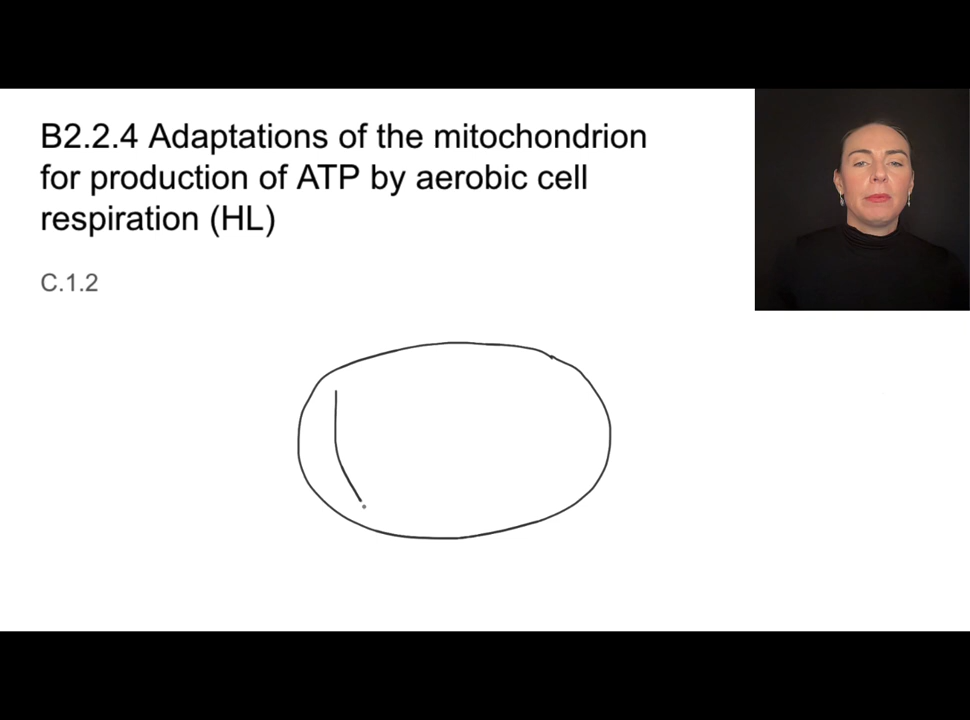 B2.2.4 Adaptations of the mitochondrion
for production of ATP by aerobic cell
respiration (HL)
C.1.2